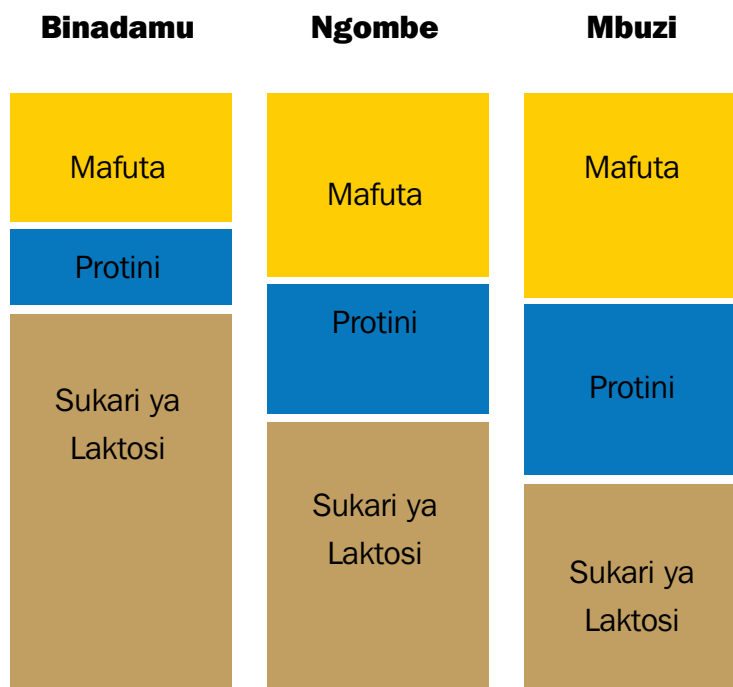 Binadamu
Ngombe
Mbuzi
Mafuta
Protini
Sukari ya
Laktosi
Mafuta
Protini
Sukari ya
Laktosi
Mafuta
Protini
Sukari ya
Laktosi